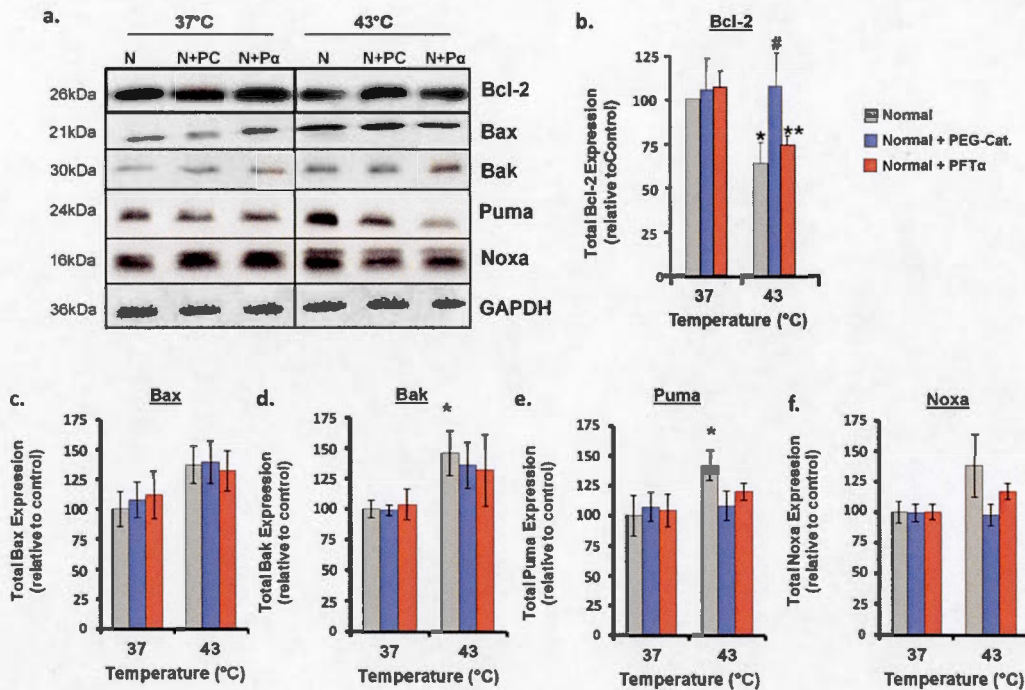 a.
37°C
43°C
N N+PC N+Pα N N+PC N+Pα
26kDa Bcl-2
21kDa Bax
30kDa Bak
24kDa Puma
16kDa Noxa
36kDa GAPDH
b.
Bcl-2
#
* **
Total Bcl-2 Expression
(relative toControl)
125
100
75
50
25
0
37 43
Temperature (°C)
Normal
Normal + PEG-Cat.
Normal + PFTα
c.
Bax
Total Bax Expression
(relative to control)
175
150
125
100
75
50
25
0
37 43
Temperature (°C)
d.
Bak
*
Total Bak Expression
(relative to control)
175
150
125
100
75
50
25
0
37 43
Temperature (°C)
e.
Puma
*
Total Puma Expression
(relative to control)
175
150
125
100
75
50
25
0
37 43
Temperature (°C)
f.
Noxa
Total Noxa Expression
(relative to control)
175
150
125
100
75
50
25
0
37 43
Temperature (°C)